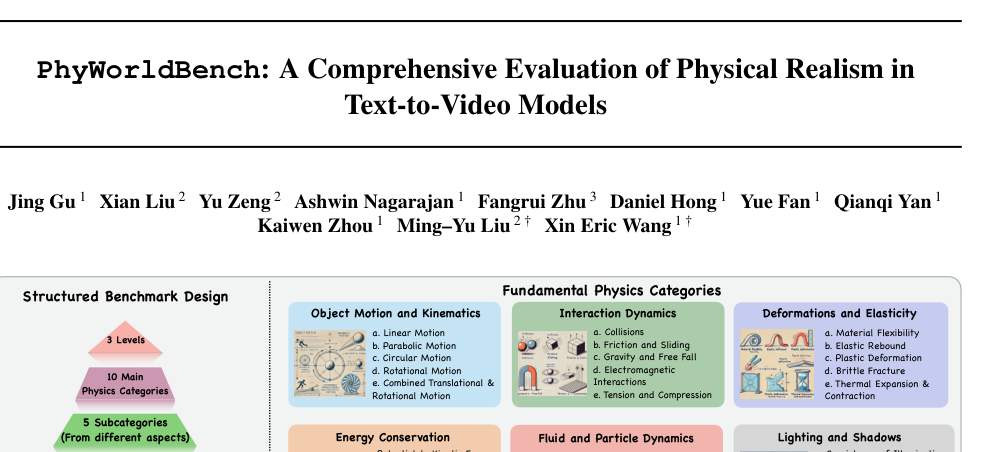 PhyWorldBench: A Comprehensive Evaluation of Physical Realism in
Text-to-Video Models
Jing Gu 1 Xian Liu 2 Yu Zeng 2 Ashwin Nagarajan 1 Fangrui Zhu 3 Daniel Hong 1 Yue Fan 1 Qianqi Yan 1
Kaiwen Zhou 1 Ming–Yu Liu 2 † Xin Eric Wang 1 †
Structured Benchmark Design
3 Levels
10 Main
Physics Categories
5 Subcategories
(From different aspects)
Fundamental Physics Categories
Object Motion and Kinematics
a. Linear Motion
b. Parabolic Motion
c. Circular Motion
d. Rotational Motion
e. Combined Translational &
Rotational Motion
Interaction Dynamics
a. Collisions
b. Friction and Sliding
c. Gravity and Free Fall
d. Electromagnetic
Interactions
e. Tension and Compression
Deformations and Elasticity
a. Material Flexibility
b. Elastic Rebound
c. Plastic Deformation
d. Brittle Fracture
e. Thermal Expansion &
Contraction
Energy Conservation
Fluid and Particle Dynamics
Lighting and Shadows